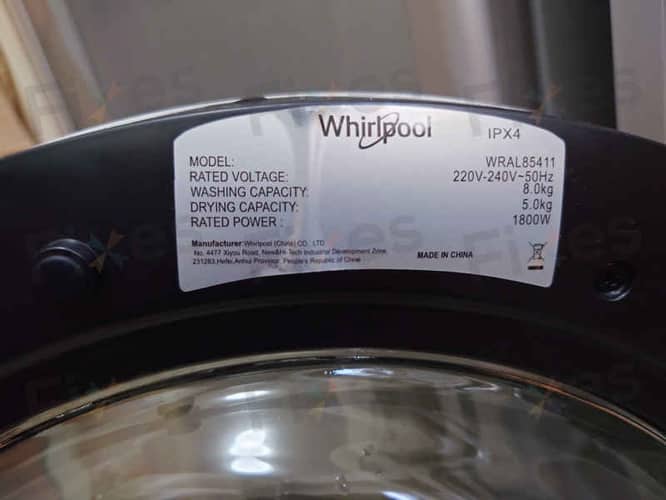 Whirlpool
IPX4
MODEL: WRAL85411
RATED VOLTAGE: 220V-240V~50Hz
WASHING CAPACITY: 8.0kg
DRYING CAPACITY: 5.0kg
RATED POWER : 1800W
Manufacturer:Whirlpool (China) CO., LTD
No. 4477 Xiyou Road, New&Hi-Tech Industrial Development Zone,
231283,Hefei,Anhui Province, People's Republic of China
MADE IN CHINA
Fixes